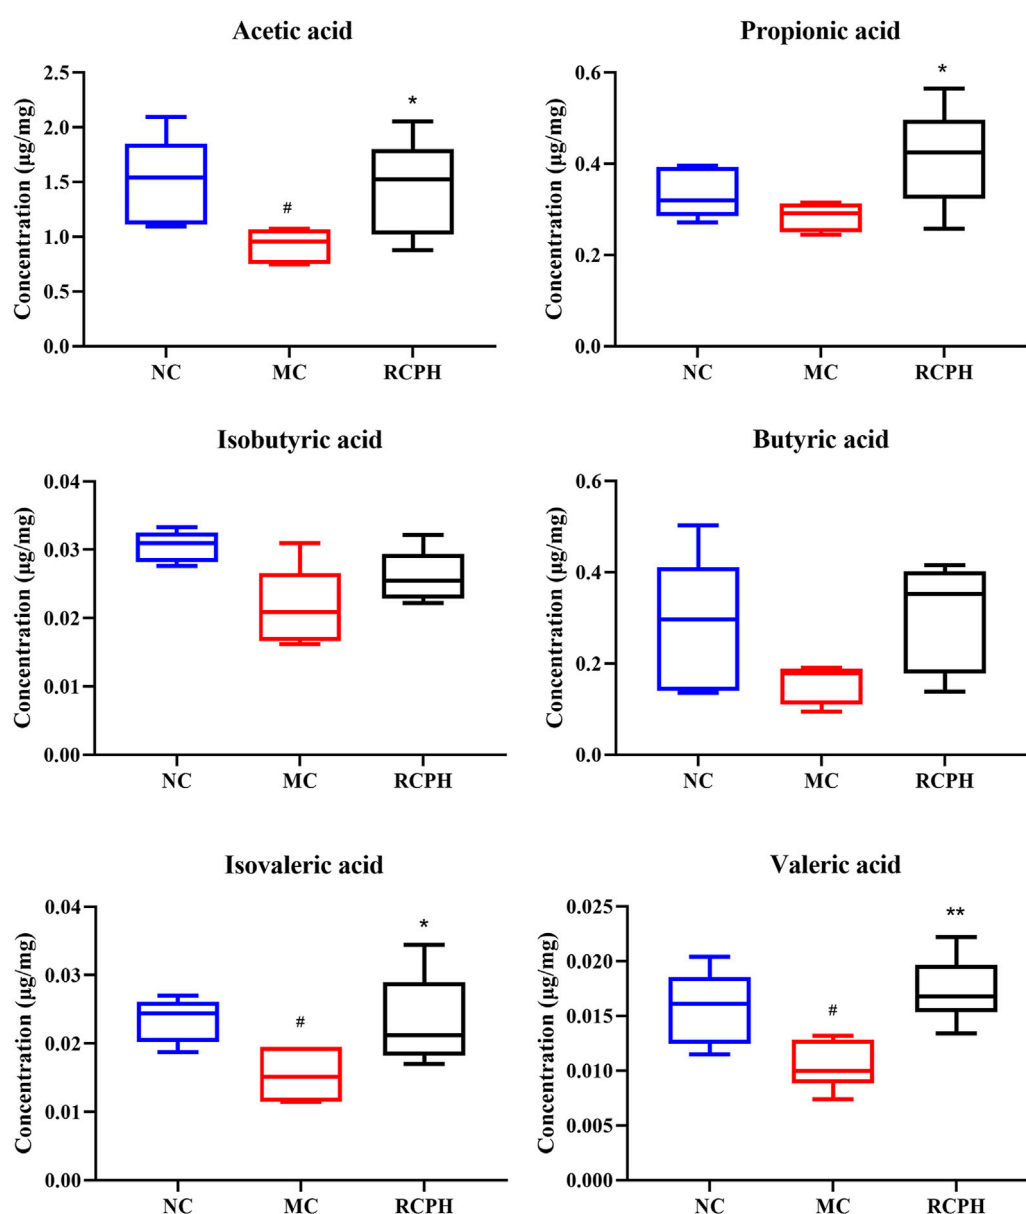 Acetic acid
Concentration (μg/mg)
2.5
2.0
1.5
1.0
0.5
0.0
#
*
NC MC RCPH
Propionic acid
Concentration (μg/mg)
0.6
0.4
0.2
0.0
*
NC MC RCPH
Isobutyric acid
Concentration (μg/mg)
0.04
0.03
0.02
0.01
0.00
NC MC RCPH
Butyric acid
Concentration (μg/mg)
0.6
0.4
0.2
0.0
NC MC RCPH
Isovaleric acid
Concentration (μg/mg)
0.04
0.03
0.02
0.01
0.00
#
*
NC MC RCPH
Valeric acid
Concentration (μg/mg)
0.025
0.020
0.015
0.010
0.005
0.000
#
**
NC MC RCPH